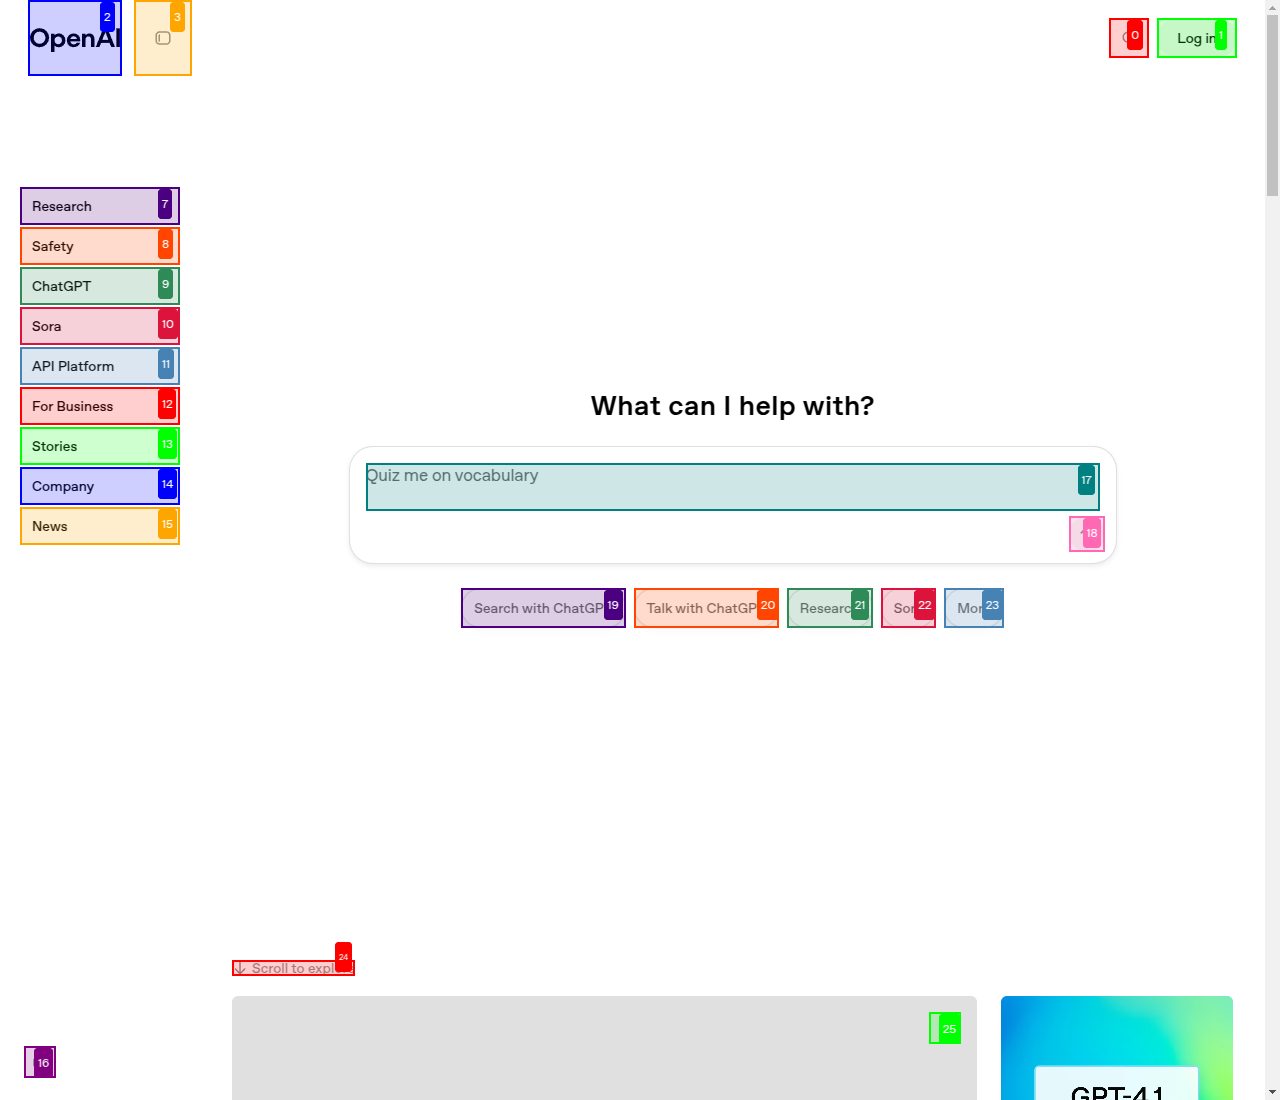 OpenAI
2
3
0
Log in
1
Research
7
Safety
8
ChatGPT
9
Sora
10
API Platform
11
For Business
12
Stories
13
Company
14
News
15
What can I help with?
Quiz me on vocabulary
17
18
Search with ChatGP
19
Talk with ChatGP
20
Researc
21
Sor
22
Mor
23
24
Scroll to expl
25
16
GPT-4.1